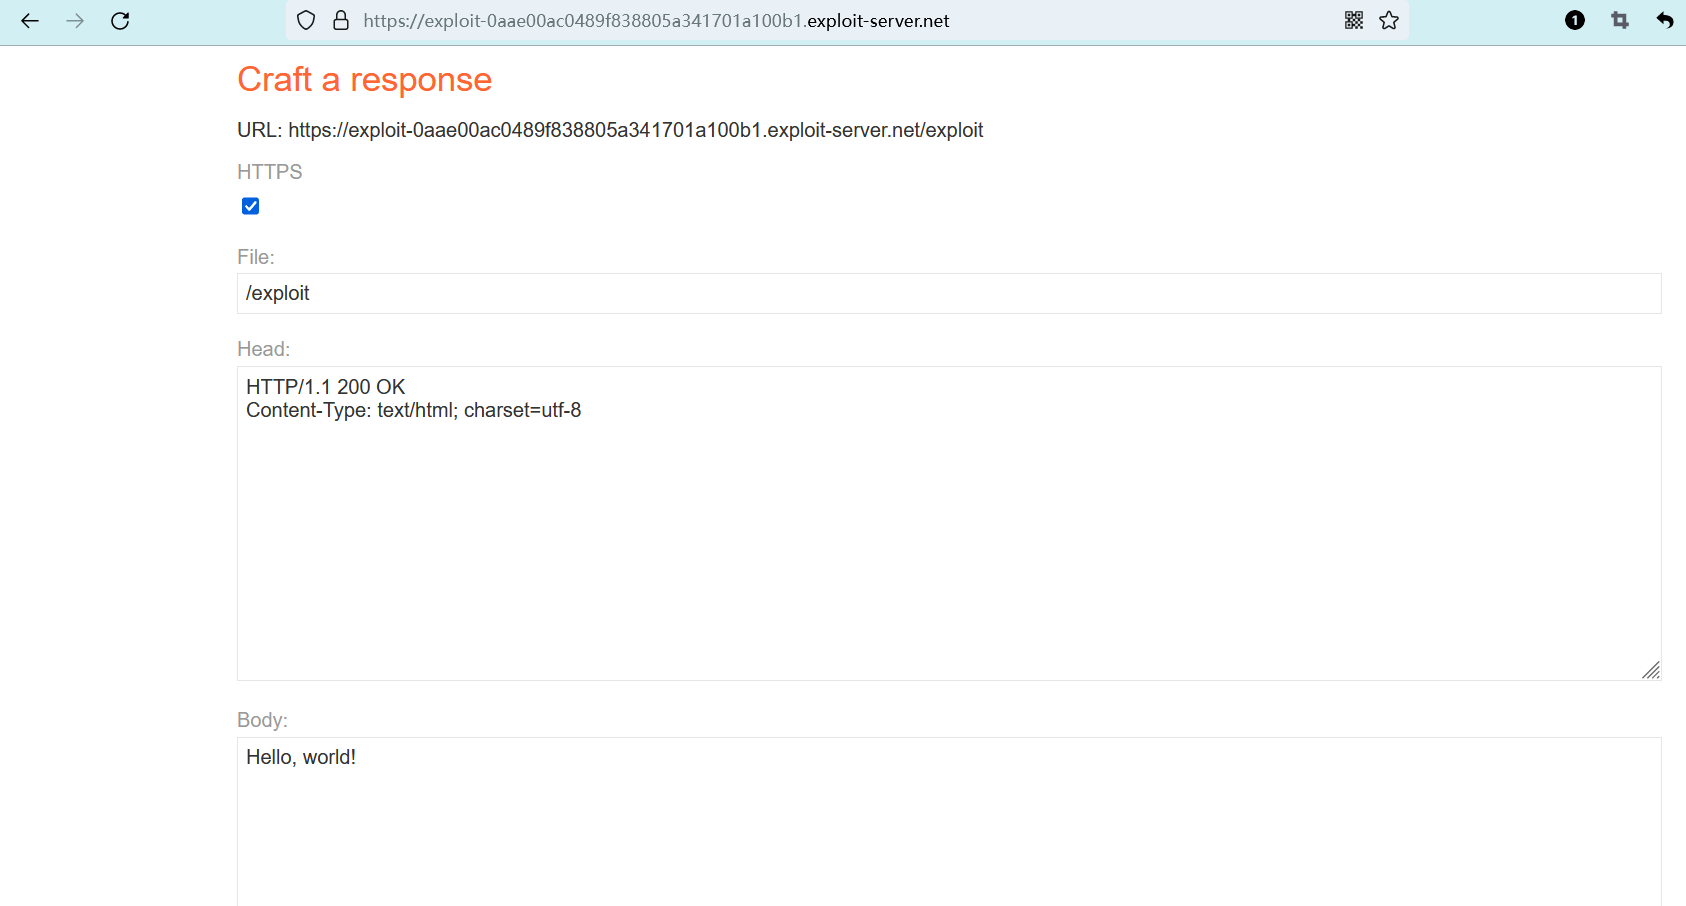 https://exploit-0aae00ac0489f838805a341701a100b1.exploit-server.net
1
Craft a response
URL: https://exploit-0aae00ac0489f838805a341701a100b1.exploit-server.net/exploit
HTTPS
File:
/exploit
Head:
HTTP/1.1 200 OK
Content-Type: text/html; charset=utf-8
Body:
Hello, world!